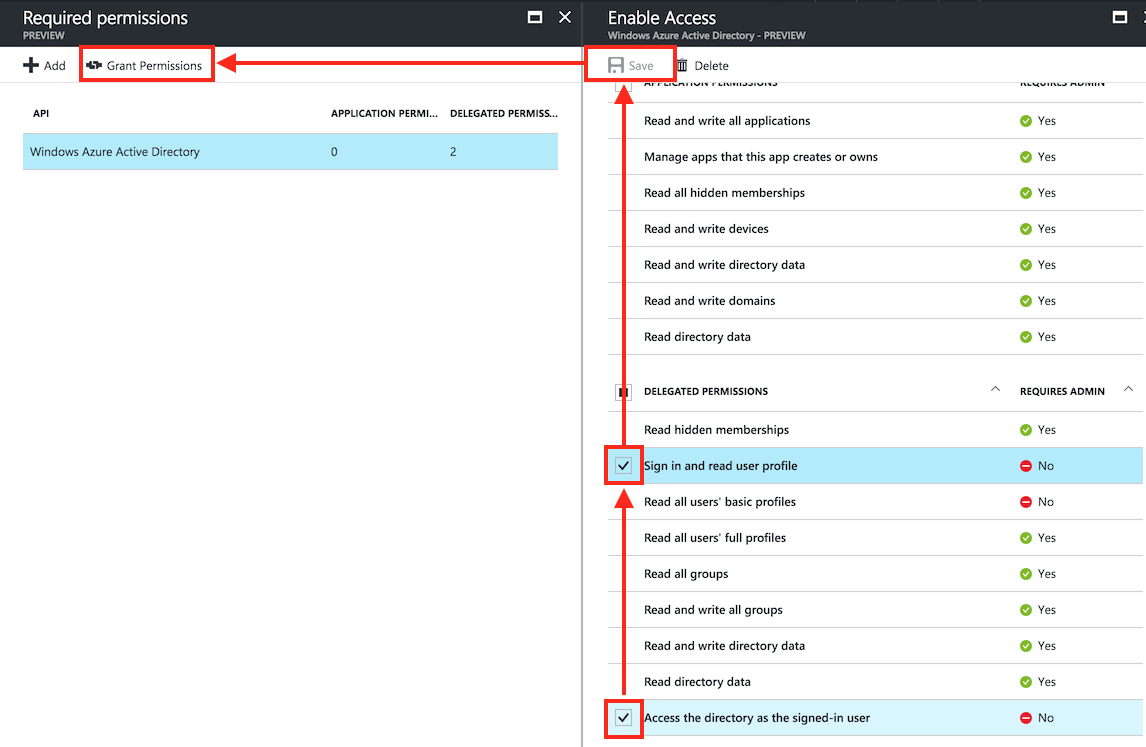 Required permissions
PREVIEW
Add
Grant Permissions
API
APPLICATION PERMI...
DELEGATED PERMISS...
Windows Azure Active Directory
0
2
Enable Access
Windows Azure Active Directory - PREVIEW
Save
Delete
APPLICATION PERMISSIONS
REQUIRES ADMIN
Read and write all applications
Yes
Manage apps that this app creates or owns
Yes
Read all hidden memberships
Yes
Read and write devices
Yes
Read and write directory data
Yes
Read and write domains
Yes
Read directory data
Yes
DELEGATED PERMISSIONS
REQUIRES ADMIN
Read hidden memberships
Yes
Sign in and read user profile
No
Read all users' basic profiles
No
Read all users' full profiles
Yes
Read all groups
Yes
Read and write all groups
Yes
Read and write directory data
Yes
Read directory data
Yes
Access the directory as the signed-in user
No